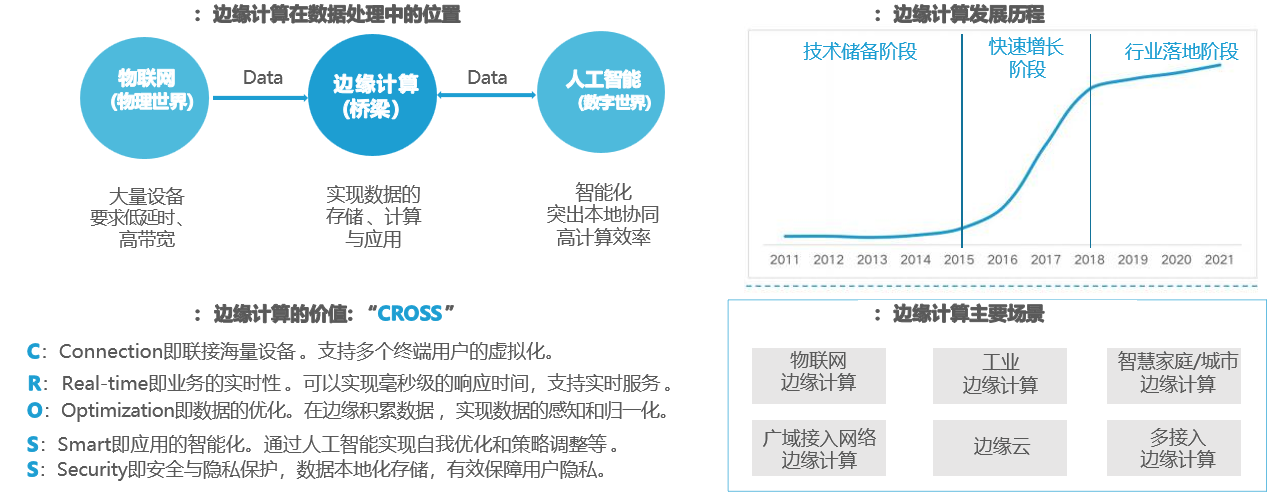 ：边缘计算在数据处理中的位置
物联网
(物理世界)
Data
边缘计算
(桥梁）
Data
人工智能
(数字世界)
大量设备
要求低延时、
高带宽
实现数据的
存储、计算
与应用
智能化
突出本地协同
高计算效率
：边缘计算发展历程
技术储备阶段
快速增长
阶段
行业落地阶段
2011 2012 2013 2014 2015 2016 2017 2018 2019 2020 2021
：边缘计算的价值:“CROSS”
C：Connection即联接海量设备。支持多个终端用户的虚拟化。
R：Real-time即业务的实时性。可以实现毫秒级的响应时间，支持实时服务。
O：Optimization即数据的优化。在边缘积累数据，实现数据的感知和归一化。
S：Smart即应用的智能化。通过人工智能实现自我优化和策略调整等。
S：Security即安全与隐私保护，数据本地化存储，有效保障用户隐私。
：边缘计算主要场景
物联网
边缘计算
工业
边缘计算
智慧家庭/城市
边缘计算
广域接入网络
边缘计算
边缘云
多接入
边缘计算